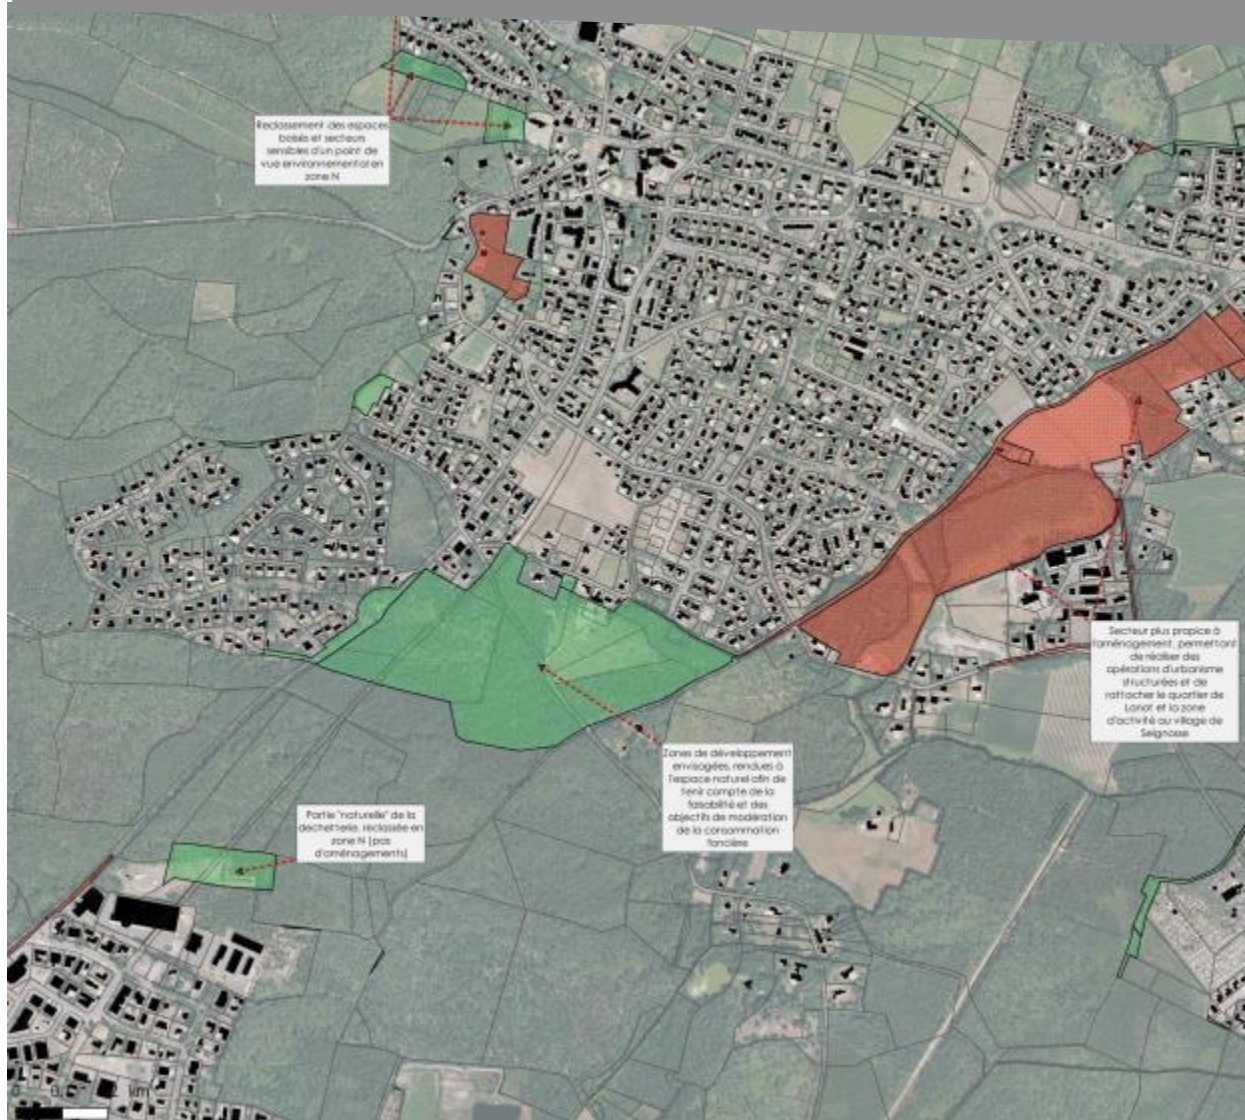 Reclassement des espaces
boisés et secteurs
sensibles d'un point de
vue environnemental en
zone N
Secteur plus propice à
l'aménagement, permettant
de réaliser des
opérations d'urbanisme
structurées et de
rattacher le quartier de
Lariot et la zone
d'activité au village de
Seignosse
Zones de développement
envisagées, rendues à
l'espace naturel afin de
tenir compte de la
faisabilité et des
objectifs de modération
de la consommation
foncière
Partie "naturelle" de la
déchetterie, reclassée en
zone N (pas
d'aménagements)
km